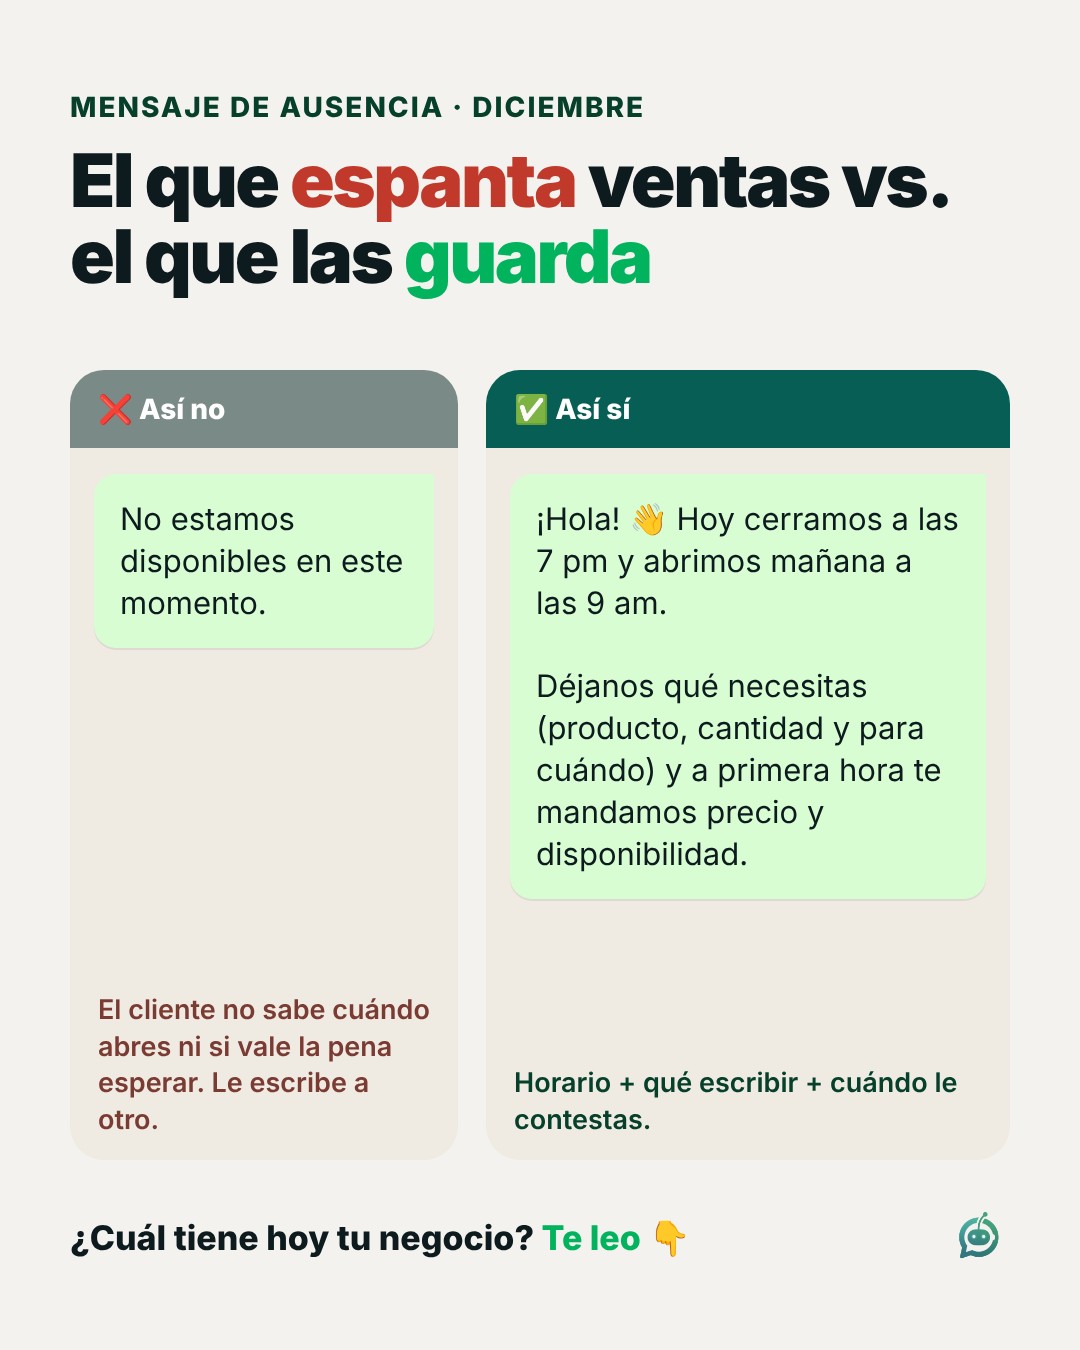 MENSAJE DE AUSENCIA · DICIEMBRE
El que espanta ventas vs.
el que las guarda
❌ Así no
No estamos
disponibles en este
momento.
El cliente no sabe cuándo
abres ni si vale la pena
esperar. Le escribe a
otro.
✅ Así sí
¡Hola! 👋 Hoy cerramos a las
7 pm y abrimos mañana a
las 9 am.
Déjanos qué necesitas
(producto, cantidad y para
cuándo) y a primera hora te
mandamos precio y
disponibilidad.
Horario + qué escribir + cuándo le
contestas.
¿Cuál tiene hoy tu negocio? Te leo 👇